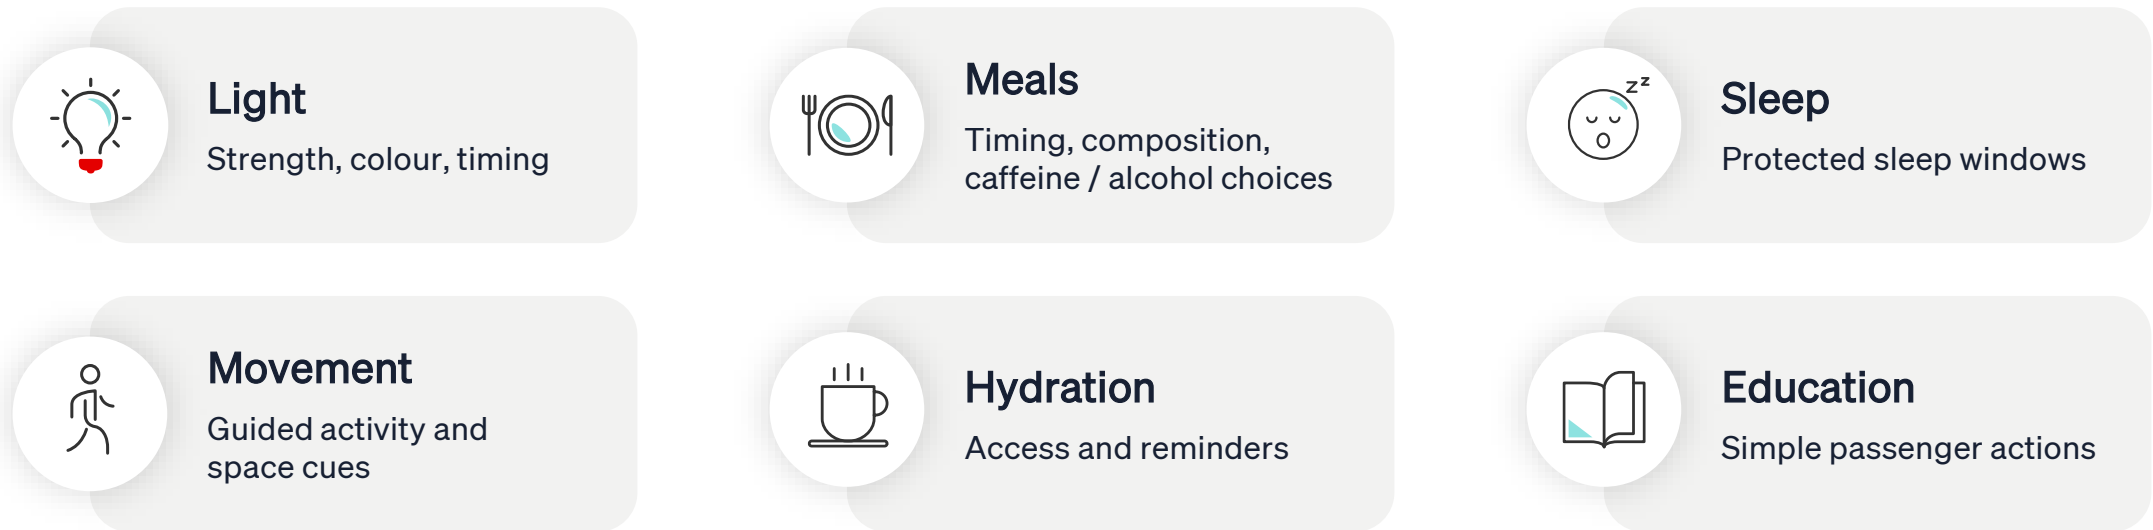 Light
Strength, colour, timing
Meals
Timing, composition,
caffeine / alcohol choices
zz
Sleep
Protected sleep windows
Movement
Guided activity and
space cues
Hydration
Access and reminders
Education
Simple passenger actions